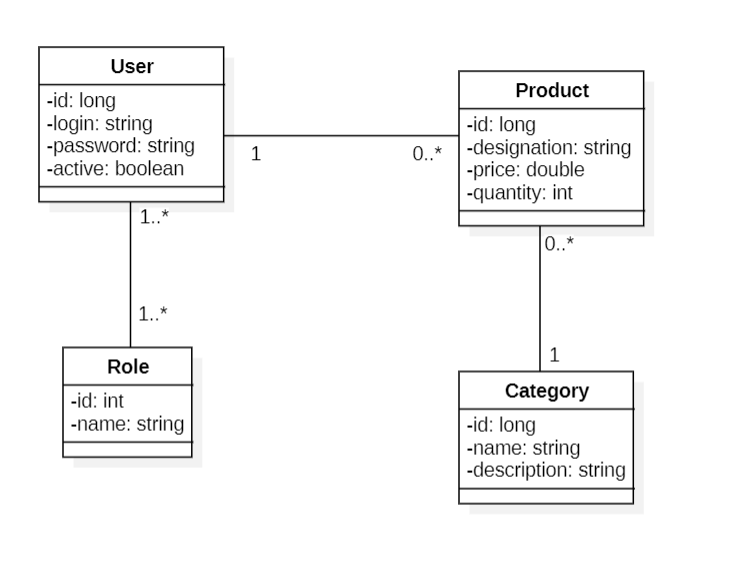 User
-id: long
-login: string
-password: string
-active: boolean
1
0..*
Product
-id: long
-designation: string
-price: double
-quantity: int
1..*
1..*
Role
-id: int
-name: string
0..*
1
Category
-id: long
-name: string
-description: string